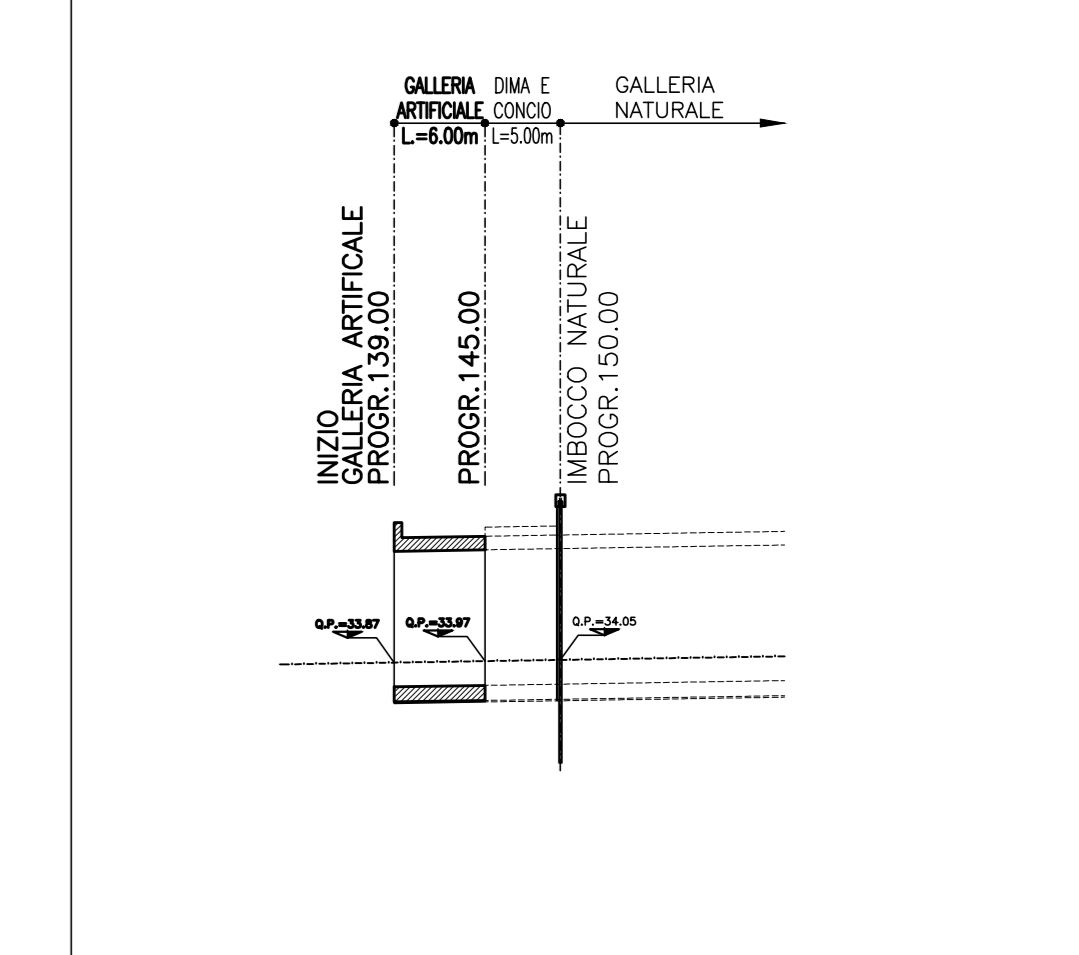 GALLERIA
ARTIFICIALE
L.=6.00m
DIMA E
CONCIO
L=5.00m
GALLERIA
NATURALE
INIZIO
GALLERIA ARTIFICALE
PROGR.139.00
PROGR.145.00
IMBOCCO NATURALE
PROGR.150.00
Q.P.=33.87
Q.P.=33.97
Q.P.=34.05